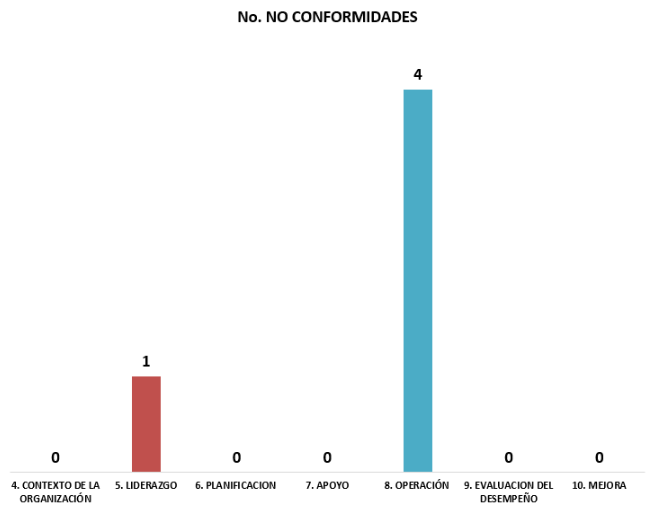 No. NO CONFORMIDADES
4
1
0
0
0
0
0
4. CONTEXTO DE LA
ORGANIZACIÓN
5. LIDERAZGO
6. PLANIFICACION
7. APOYO
8. OPERACIÓN
9. EVALUACION DEL
DESEMPEÑO
10. MEJORA